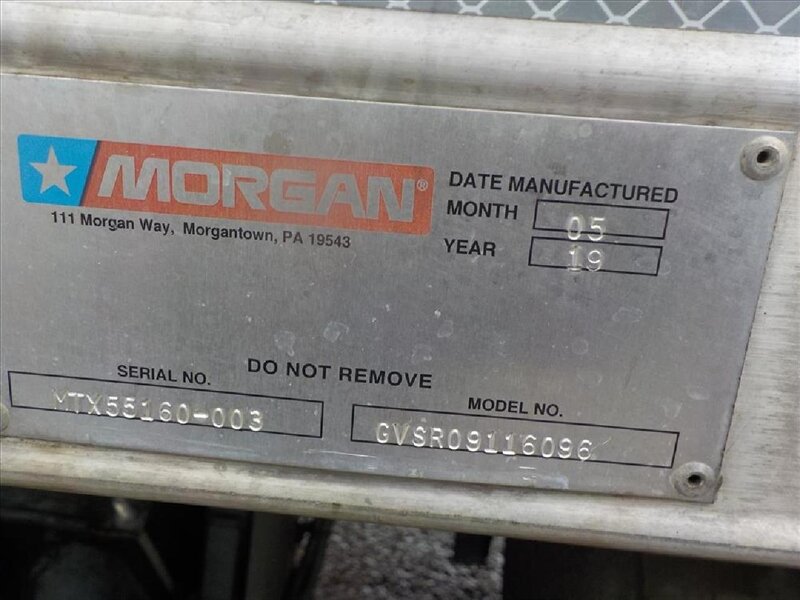 MORGAN®
111 Morgan Way, Morgantown, PA 19543
DATE MANUFACTURED
MONTH 05
YEAR 19
DO NOT REMOVE
SERIAL NO.
MTX55160-003
MODEL NO.
GVSR09116096